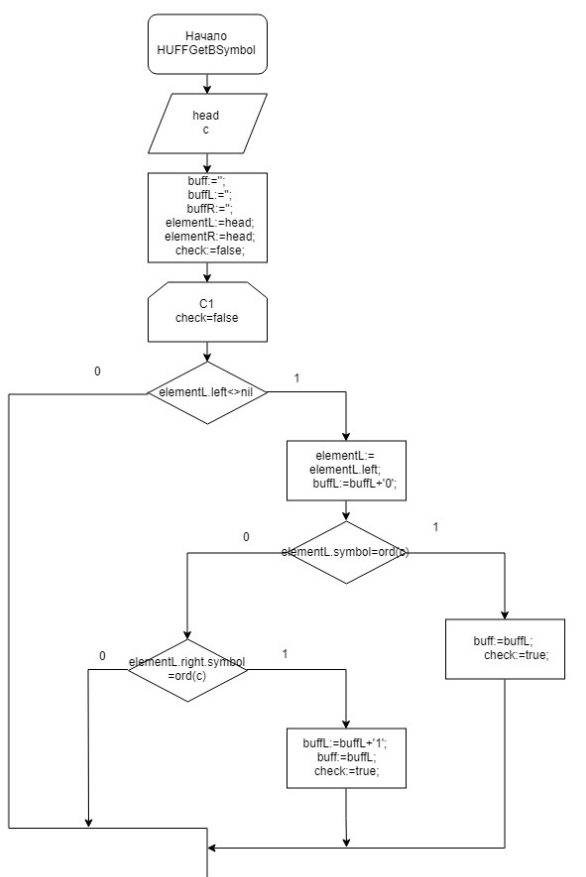 Начало
HUFFGetBSymbol
head
c
buff:='';
buffL:='';
buffR:='';
elementL:=head;
elementR:=head;
check:=false;
C1
check=false
0
1
elementL.left<>nil
elementL:=
elementL.left;
buffL:=buffL+'0';
0
1
elementL.symbol=ord(c)
buff:=buffL;
check:=true;
0
1
elementL.right.symbol
=ord(c)
buffL:=buffL+'1';
buff:=buffL;
check:=true;